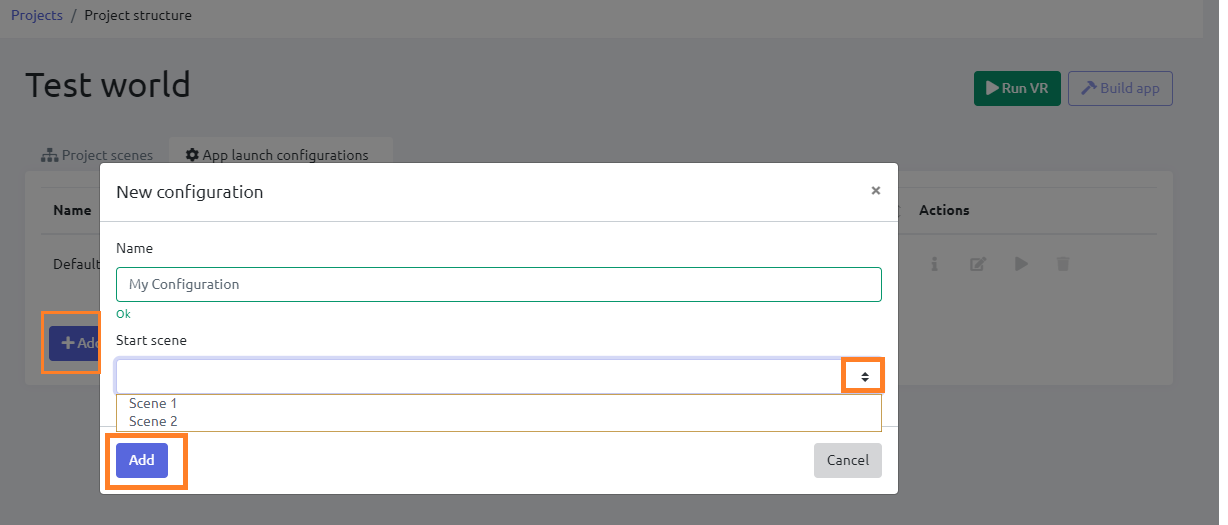 Projects / Project structure
Test world
Run VR
Build app
Project scenes
App launch configurations
New configuration
×
Name
Actions
Name
Default
My Configuration
Ok
Add
Start scene
Scene 1
Scene 2
Add
Cancel